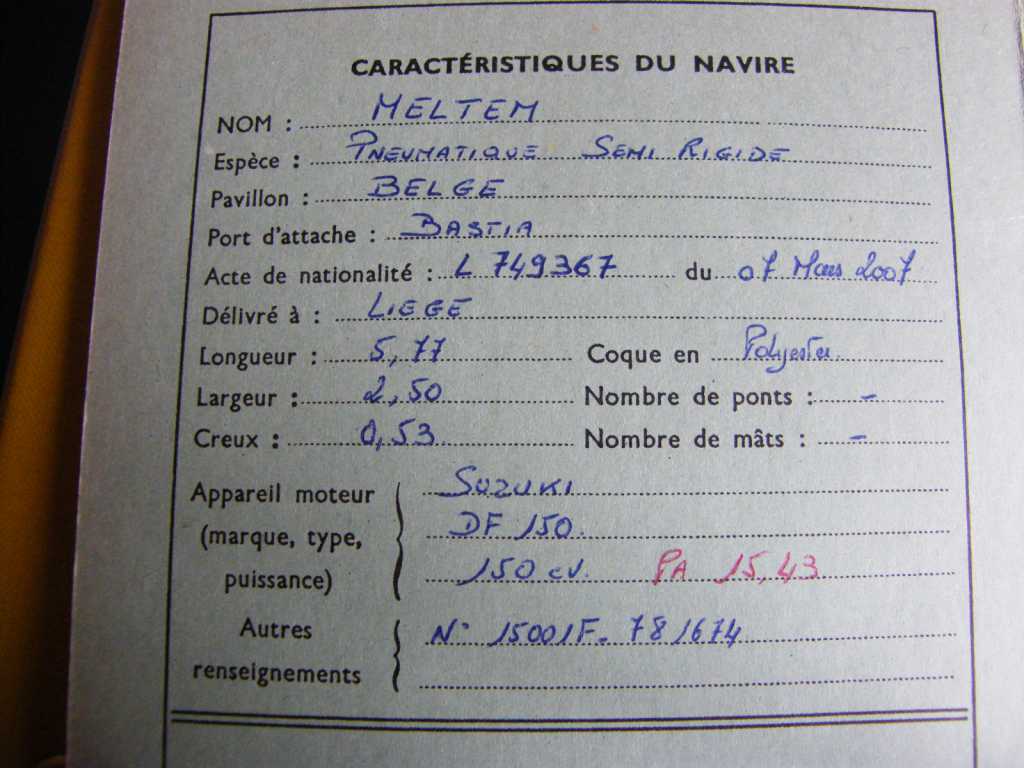 CARACTÉRISTIQUES DU NAVIRE
NOM : MELTEM
Espèce : PNEUMATIQUE SEMI RIGIDE
Pavillon : BELGE
Port d'attache : BASTIA
Acte de nationalité : L 749367 du 07 Mars 2007
Délivré à : LIEGE
Longueur : 5,77 Coque en Polyester
Largeur : 2,50 Nombre de ponts : -
Creux : 0,53 Nombre de mâts : -
Appareil moteur SUZUKI
(marque, type, DF 150.
puissance) 150 cv. PA 15,43
Autres N° 15001F. 781674
renseignements